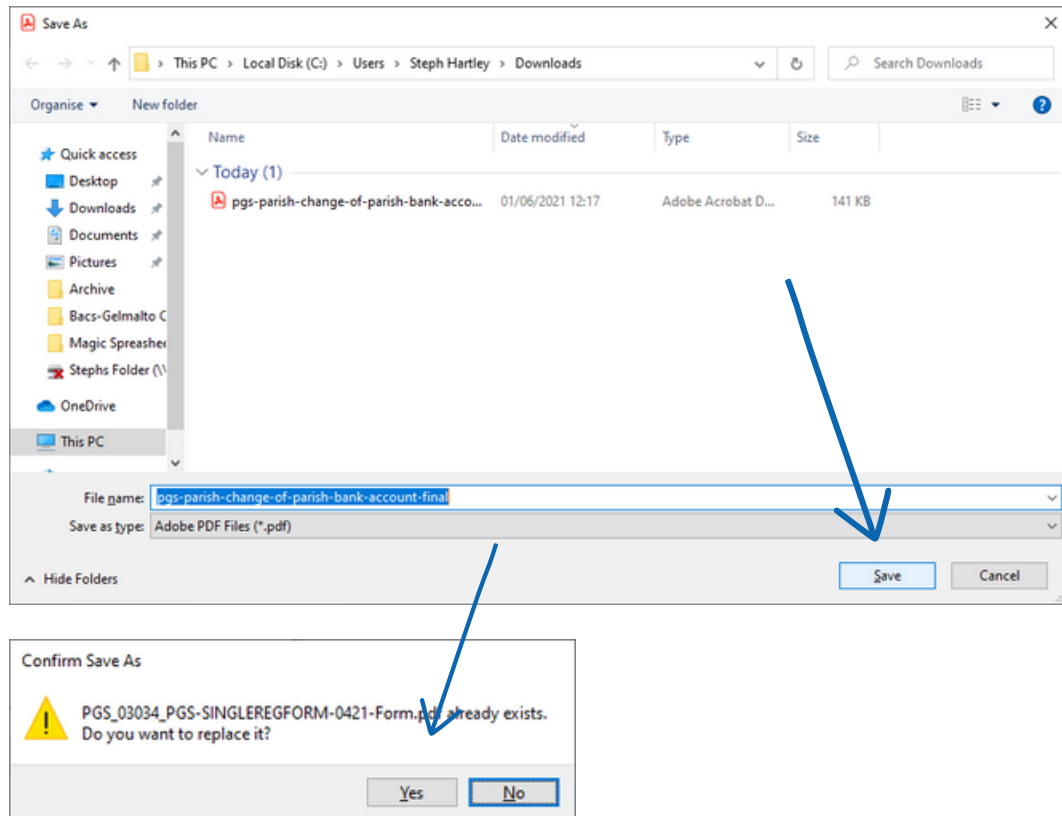 Save As
This PC > Local Disk (C:) > Users > Steph Hartley > Downloads
Search Downloads
Organise New folder
Name Date modified Type Size
Quick access
Desktop
Downloads
Documents
Pictures
Archive
Bacs-Gelmalto C
Magic Spreashee
Stephs Folder (\\
OneDrive
This PC
Today (1)
pgs-parish-change-of-parish-bank-acco... 01/06/2021 12:17 Adobe Acrobat D... 141 KB
File name: pgs-parish-change-of-parish-bank-account-final
Save as type: Adobe PDF Files (*.pdf)
Hide Folders
Save Cancel
Confirm Save As
PGS_03034_PGS-SINGLEREGFORM-0421-Form.pdf already exists.
Do you want to replace it?
Yes No